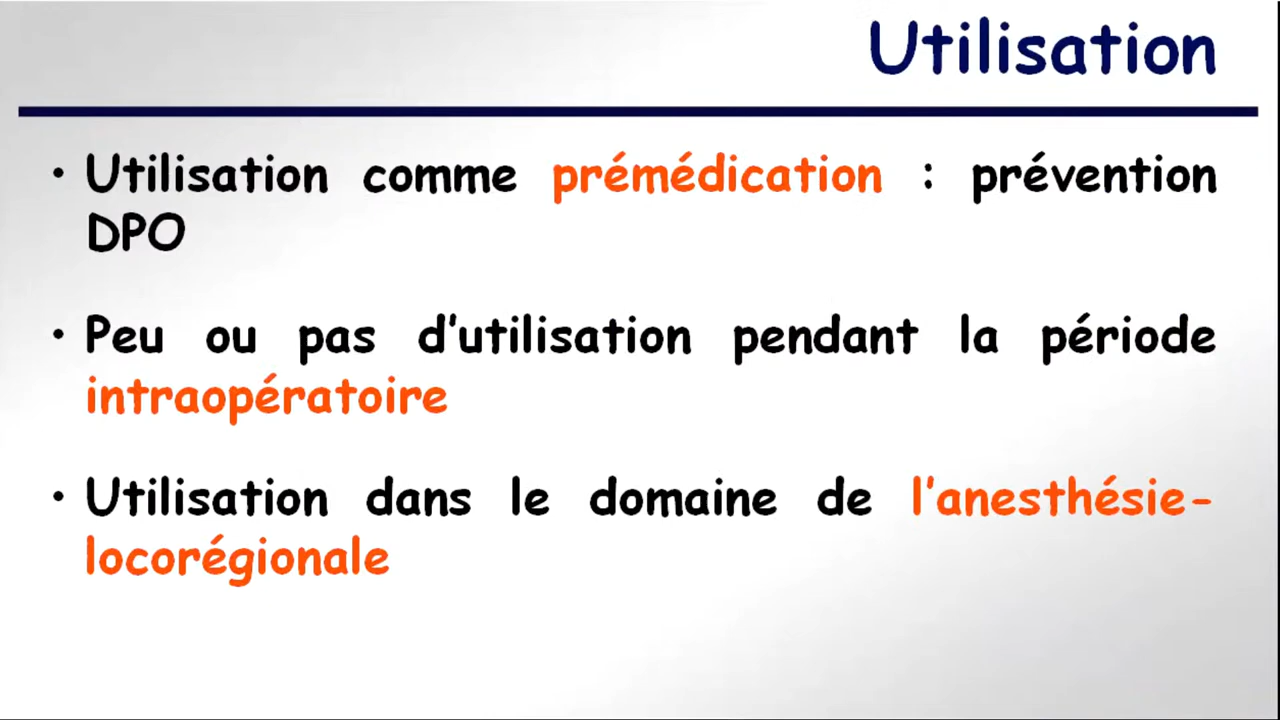 Utilisation
• Utilisation comme prémédication : prévention
DPO
• Peu ou pas d'utilisation pendant la période
intraopératoire
• Utilisation dans le domaine de l'anesthésie-
locorégionale